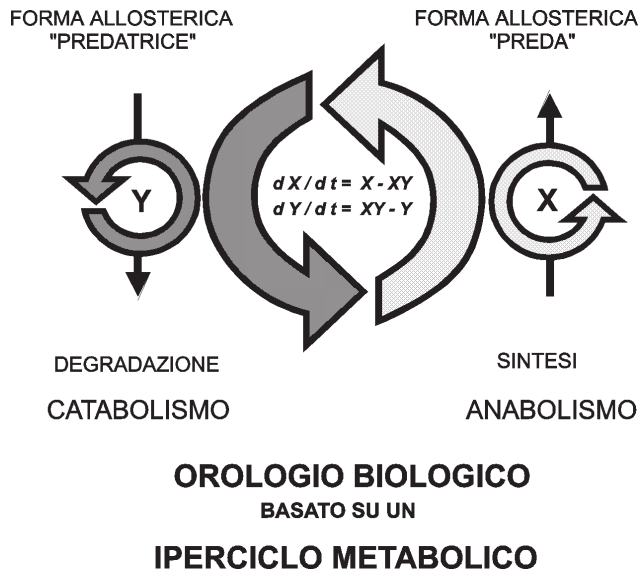 FORMA ALLOSTERICA
"PREDATRICE"
FORMA ALLOSTERICA
"PREDA"
Y
dX/dt= X-XY
dY/dt= XY-Y
X
DEGRADAZIONE
SINTESI
CATABOLISMO
ANABOLISMO
OROLOGIO BIOLOGICO
BASATO SU UN
IPERCICLO METABOLICO